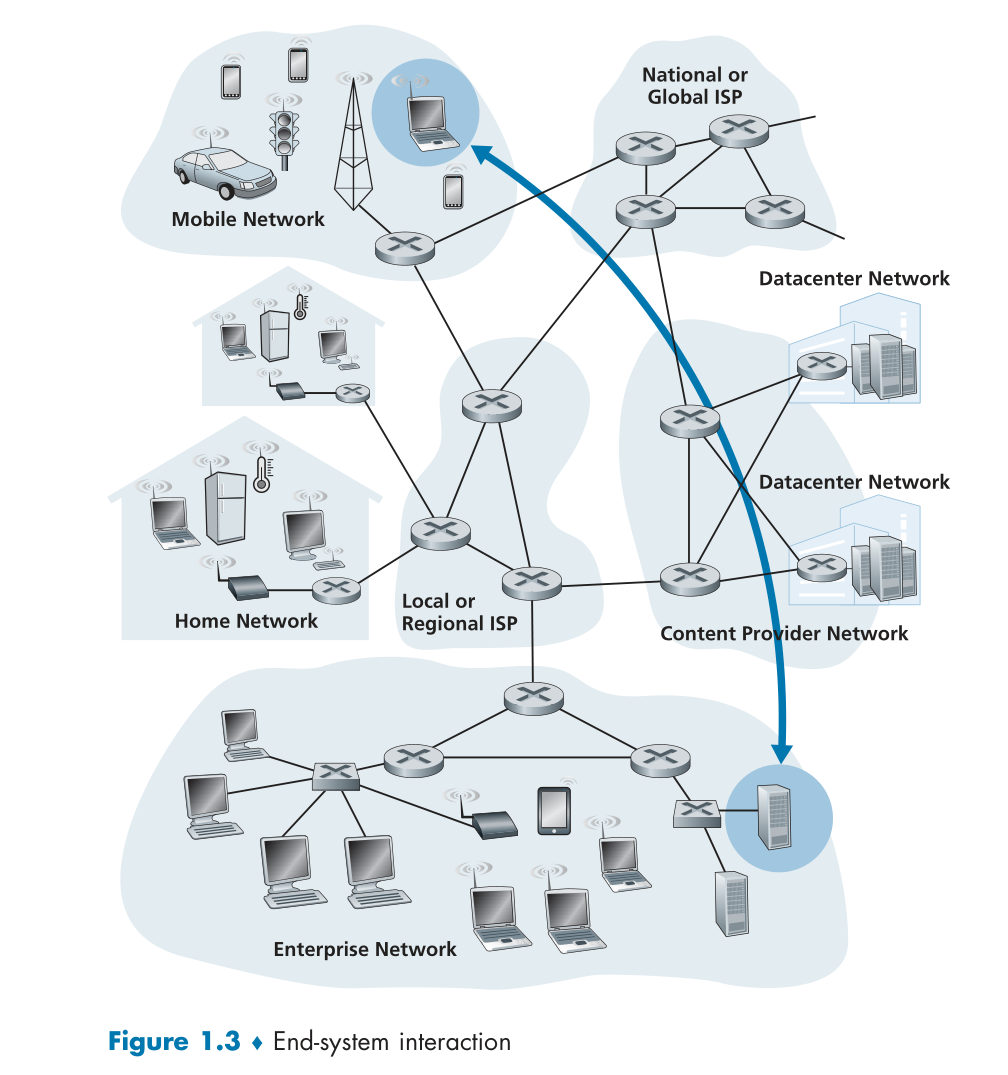 National or
Global ISP
Mobile Network
Datacenter Network
Datacenter Network
Local or
Regional ISP
Home Network
Content Provider Network
Enterprise Network
Figure 1.3 ♦ End-system interaction